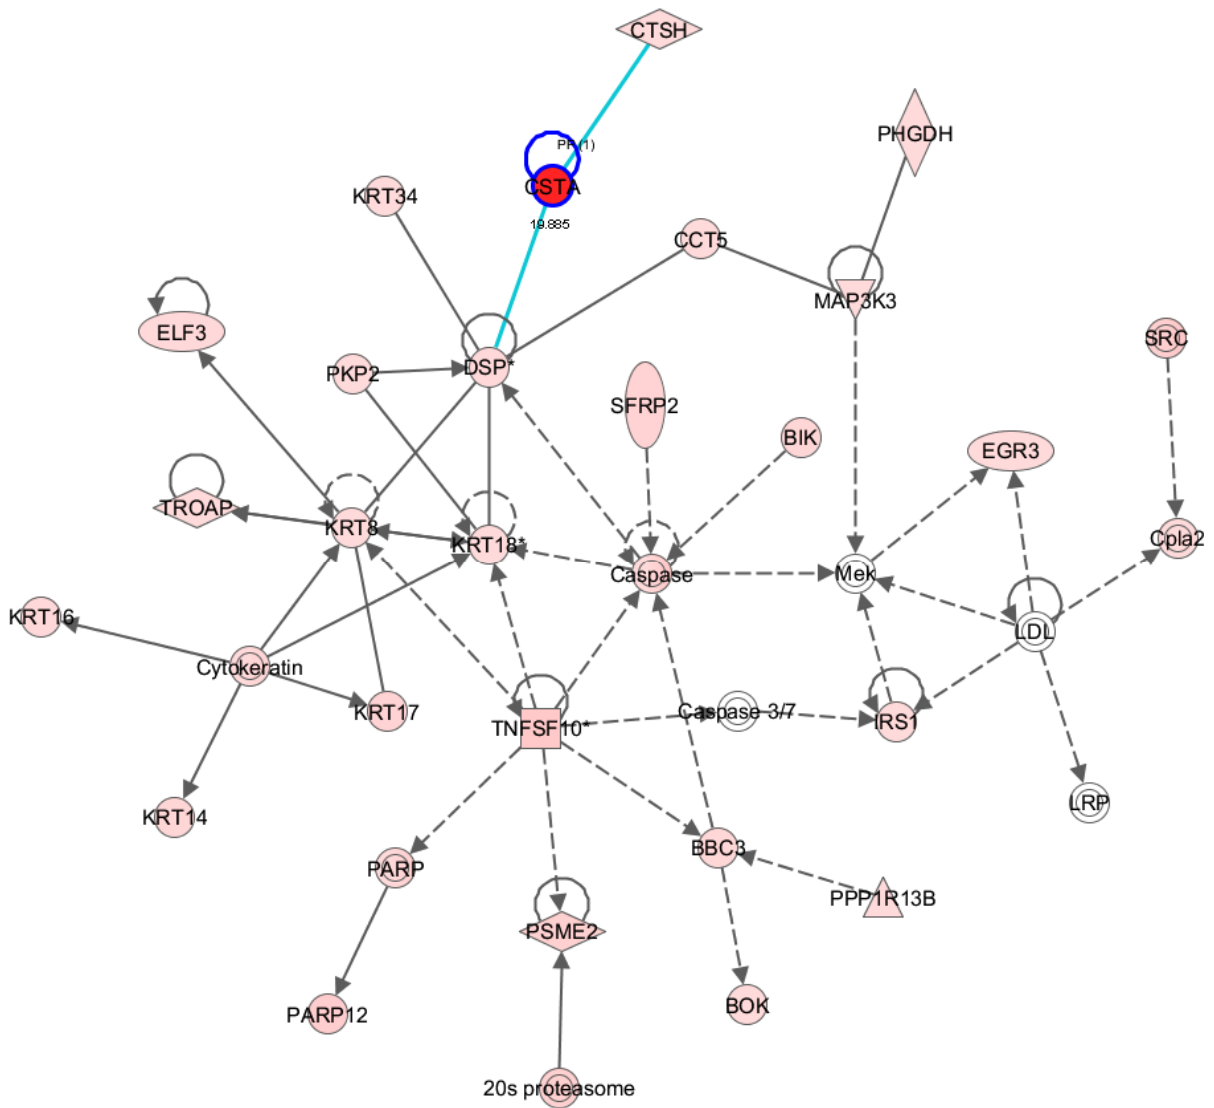 CTSH
PHGDH
PP (1)
CSTA
KRT34
19.885
CCT5
MAP3K3
ELF3
SRC
DSP*
PKP2
SFRP2
BIK
EGR3
TROAP
KRT8
KRT18*
Cpla2
Caspase
Mek
KRT16
LDL
Cytokeratin
KRT17
Caspase 3/7
IRS1
TNFSF10*
LRP
KRT14
BBC3
PARP
PPP1R13B
PSME2
BOK
PARP12
20s proteasome